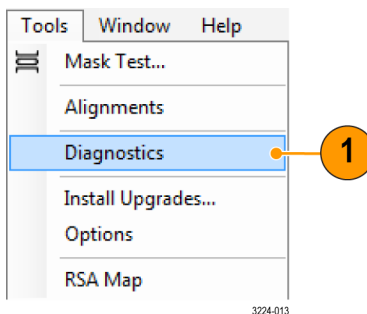 Tools Window Help
Mask Test...
Alignments
Diagnostics
1
Install Upgrades...
Options
RSA Map
3224-013